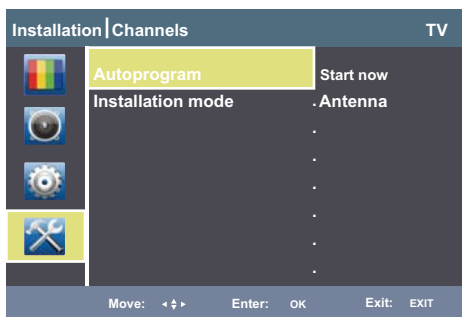 Installation|Channels TV
Autoprogram Start now
Installation mode . Antenna
.
.
.
.
.
.
Move: ◂▴▾▸ Enter: OK Exit: EXIT